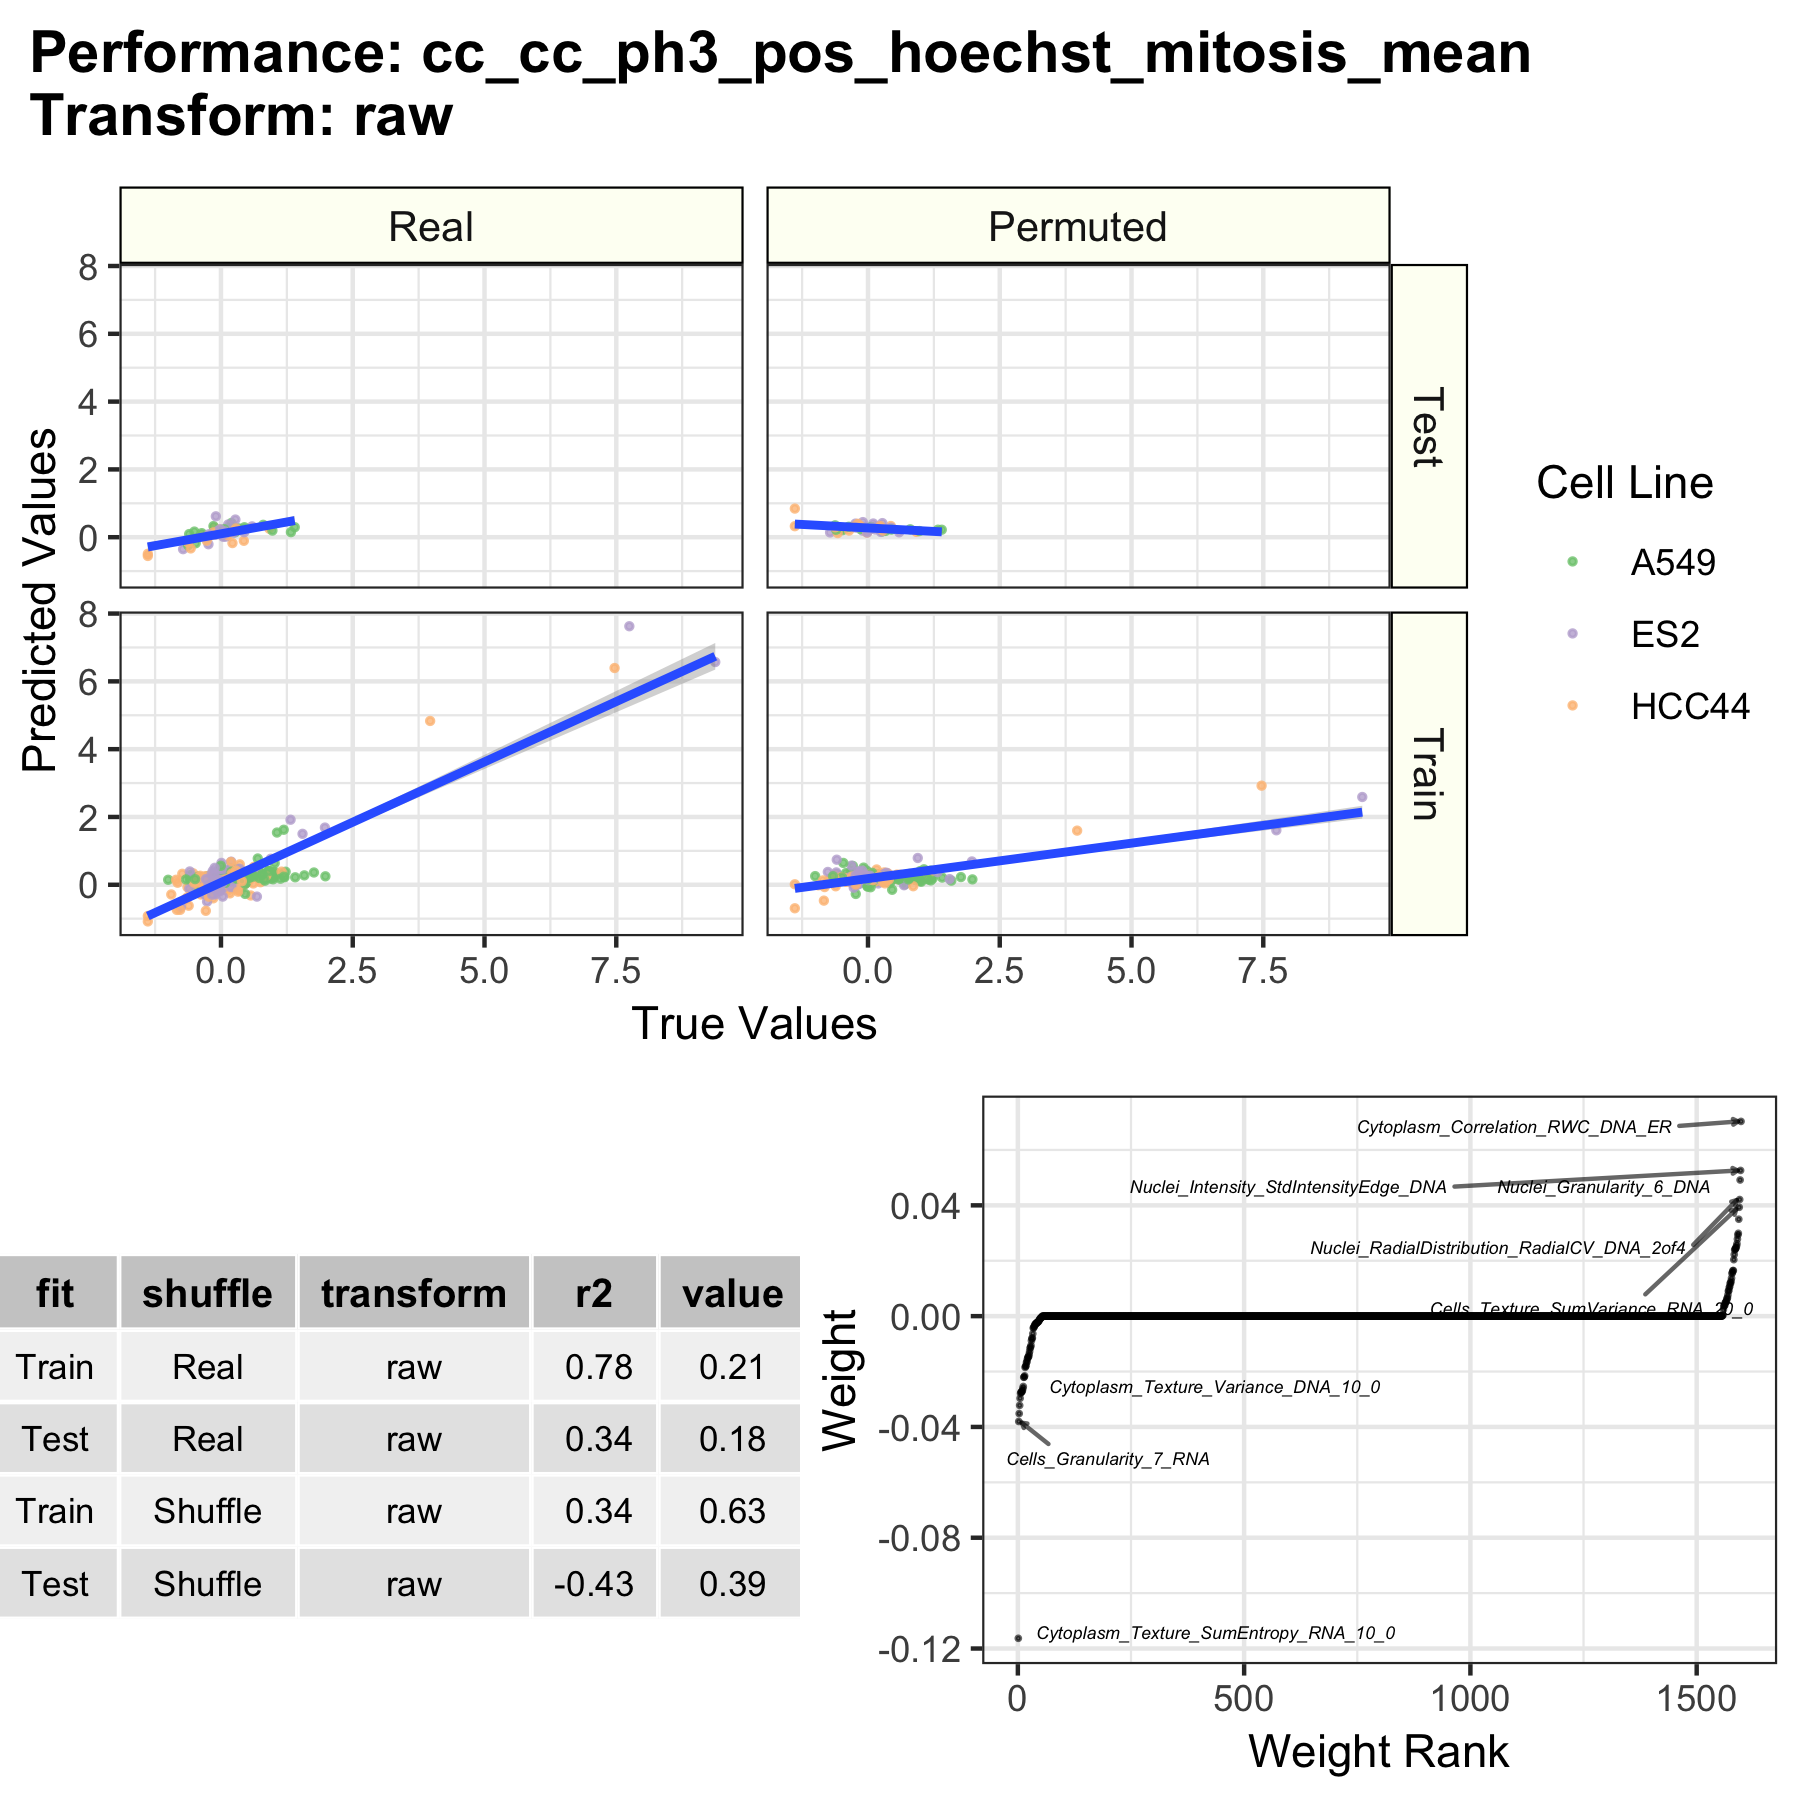 Performance: cc_cc_ph3_pos_hoechst_mitosis_mean
Transform: raw
Real
Permuted
8
6
4
2
0
Test
8
6
4
2
0
Train
Predicted Values
0.0
2.5
5.0
7.5
0.0
2.5
5.0
7.5
True Values
Cell Line
A549
ES2
HCC44
fit shuffle transform r2 value
Train Real raw 0.78 0.21
Test Real raw 0.34 0.18
Train Shuffle raw 0.34 0.63
Test Shuffle raw -0.43 0.39
Weight
0.04
0.00
-0.04
-0.08
-0.12
Cytoplasm_Correlation_RWC_DNA_ER
Nuclei_Intensity_StdIntensityEdge_DNA
Nuclei_Granularity_6_DNA
Nuclei_RadialDistribution_RadialCV_DNA_2of4
Cells_Texture_SumVariance_RNA_20_0
Cytoplasm_Texture_Variance_DNA_10_0
Cells_Granularity_7_RNA
Cytoplasm_Texture_SumEntropy_RNA_10_0
0
500
1000
1500
Weight Rank